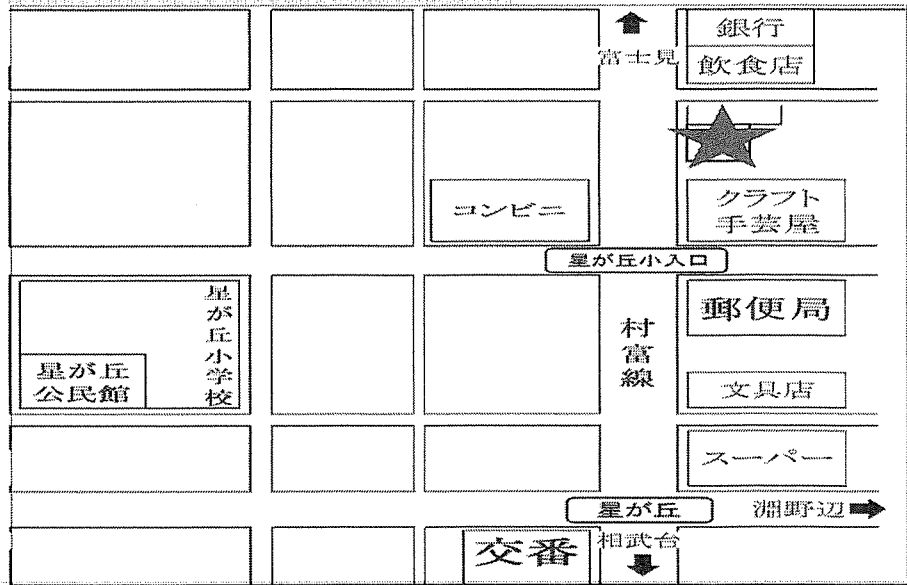 富士見
銀行
飲食店
コンビニ
クラフト
手芸屋
星が丘小入口
星が丘小学校
星が丘
公民館
村富線
郵便局
文具店
スーパー
星が丘
淵野辺
交番
相武台